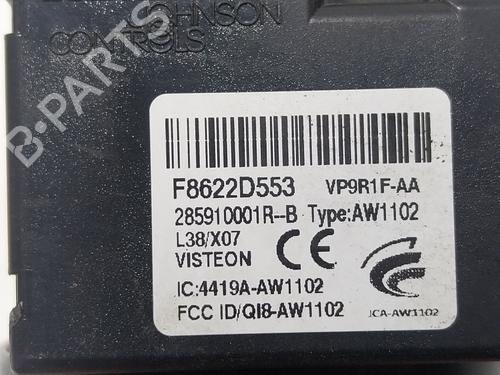 JOHNSON
CONTROLS
B-PARTS
F8622D553 VP9R1F-AA
285910001R--B Type:AW1102
L38/X07
VISTEON CE
IC:4419A-AW1102
FCC ID/QI8-AW1102 JCA-AW1102